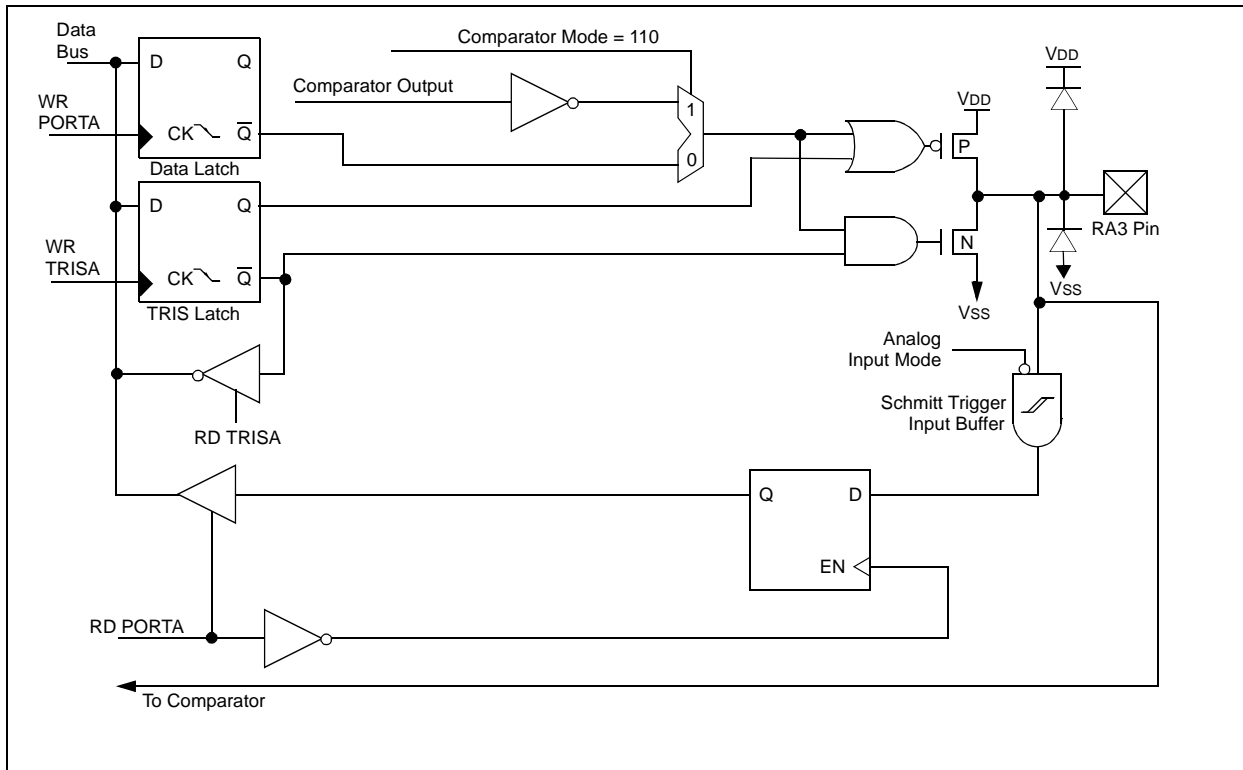 Data
Bus
D
Q
WR
PORTA
CK
Q
Data Latch
Comparator Mode = 110
Comparator Output
1
0
VDD
P
VDD
RA3 Pin
D
Q
WR
TRISA
CK
Q
TRIS Latch
N
VSS
VSS
Analog
Input Mode
Schmitt Trigger
Input Buffer
RD TRISA
Q
D
EN
RD PORTA
To Comparator